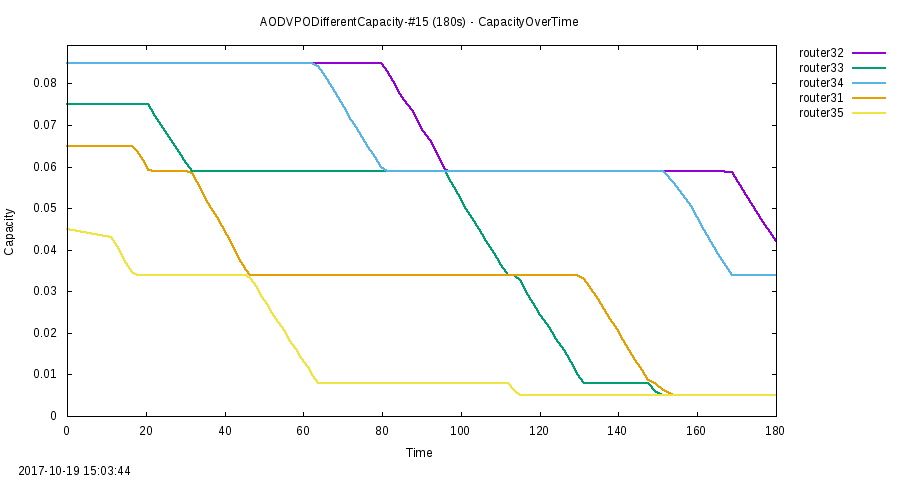 AODVPODifferentCapacity-#15 (180s) - CapacityOverTime
router32
router33
router34
router31
router35
0.08
0.07
0.06
0.05
0.04
0.03
0.02
0.01
0
Capacity
0 20 40 60 80 100 120 140 160 180
Time
2017-10-19 15:03:44